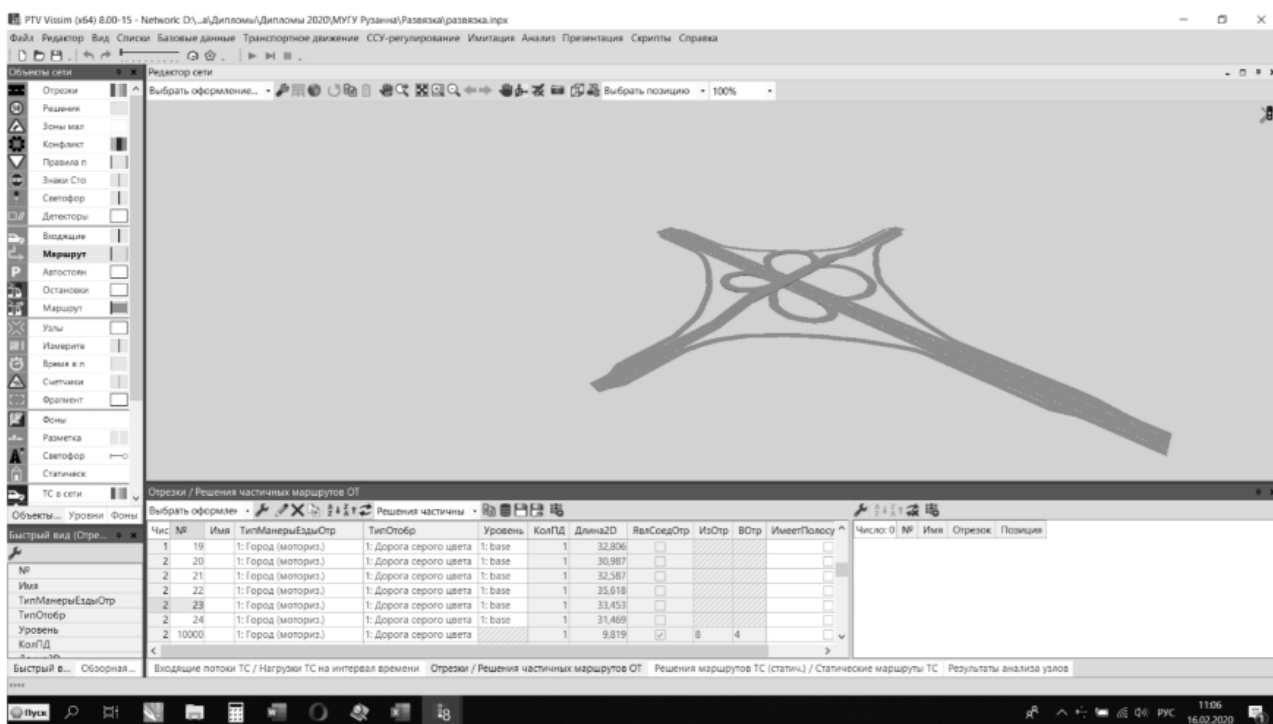 PTV Vissim (x64) 8.00-15 - Network: D:\...а\Дипломы\Дипломы 2020\МУГУ Рузанна\Развязка\развязка.inpx
Файл Редактор Вид Списки Базовые данные Транспортное движение ССУ-регулирование Имитация Анализ Презентация Скрипты Справка
Объекты сети
Отрезки
Решения
Зоны мал
Конфликт
Правила п
Знаки Сто
Светофор
Детекторы
Входящие
Маршрут
Автостоян
Остановки
Маршрут
Узлы
Измерите
Время в п
Счетчики
Фрагмент
Фоны
Разметка
Светофор
Статическ
ТС в сети
Объекты... Уровни Фоны
Быстрый вид (Отре...
№
Имя
ТипМанерыЕздыОтр
ТипОтобр
Уровень
КолПД
Быстрый в... Обзорная...
Редактор сети
Выбрать оформление... Выбрать позицию 100%
Отрезки / Решения частичных маршрутов ОТ
Выбрать оформлен Решения частичны
Чис № Имя ТипМанерыЕздыОтр ТипОтобр Уровень КолПД Длина2D ЯвлСоедОтр ИзОтр ВОтр ИмеетПолосу
1 19 1: Город (моториз.) 1: Дорога серого цвета 1: base 1 32,806
2 20 1: Город (моториз.) 1: Дорога серого цвета 1: base 1 30,987
2 21 1: Город (моториз.) 1: Дорога серого цвета 1: base 1 32,587
2 22 1: Город (моториз.) 1: Дорога серого цвета 1: base 1 35,618
2 23 1: Город (моториз.) 1: Дорога серого цвета 1: base 1 33,453
2 24 1: Город (моториз.) 1: Дорога серого цвета 1: base 1 31,469
2 10000 1: Город (моториз.) 1: Дорога серого цвета 1 9,819 8 4
Число: 0 № Имя Отрезок Позиция
Входящие потоки ТС / Нагрузки ТС на интервал времени Отрезки / Решения частичных маршрутов ОТ Решения маршрутов ТС (статич.) / Статические маршруты ТС Результаты анализа узлов
Пуск
РУС
11:06
16.02.2020